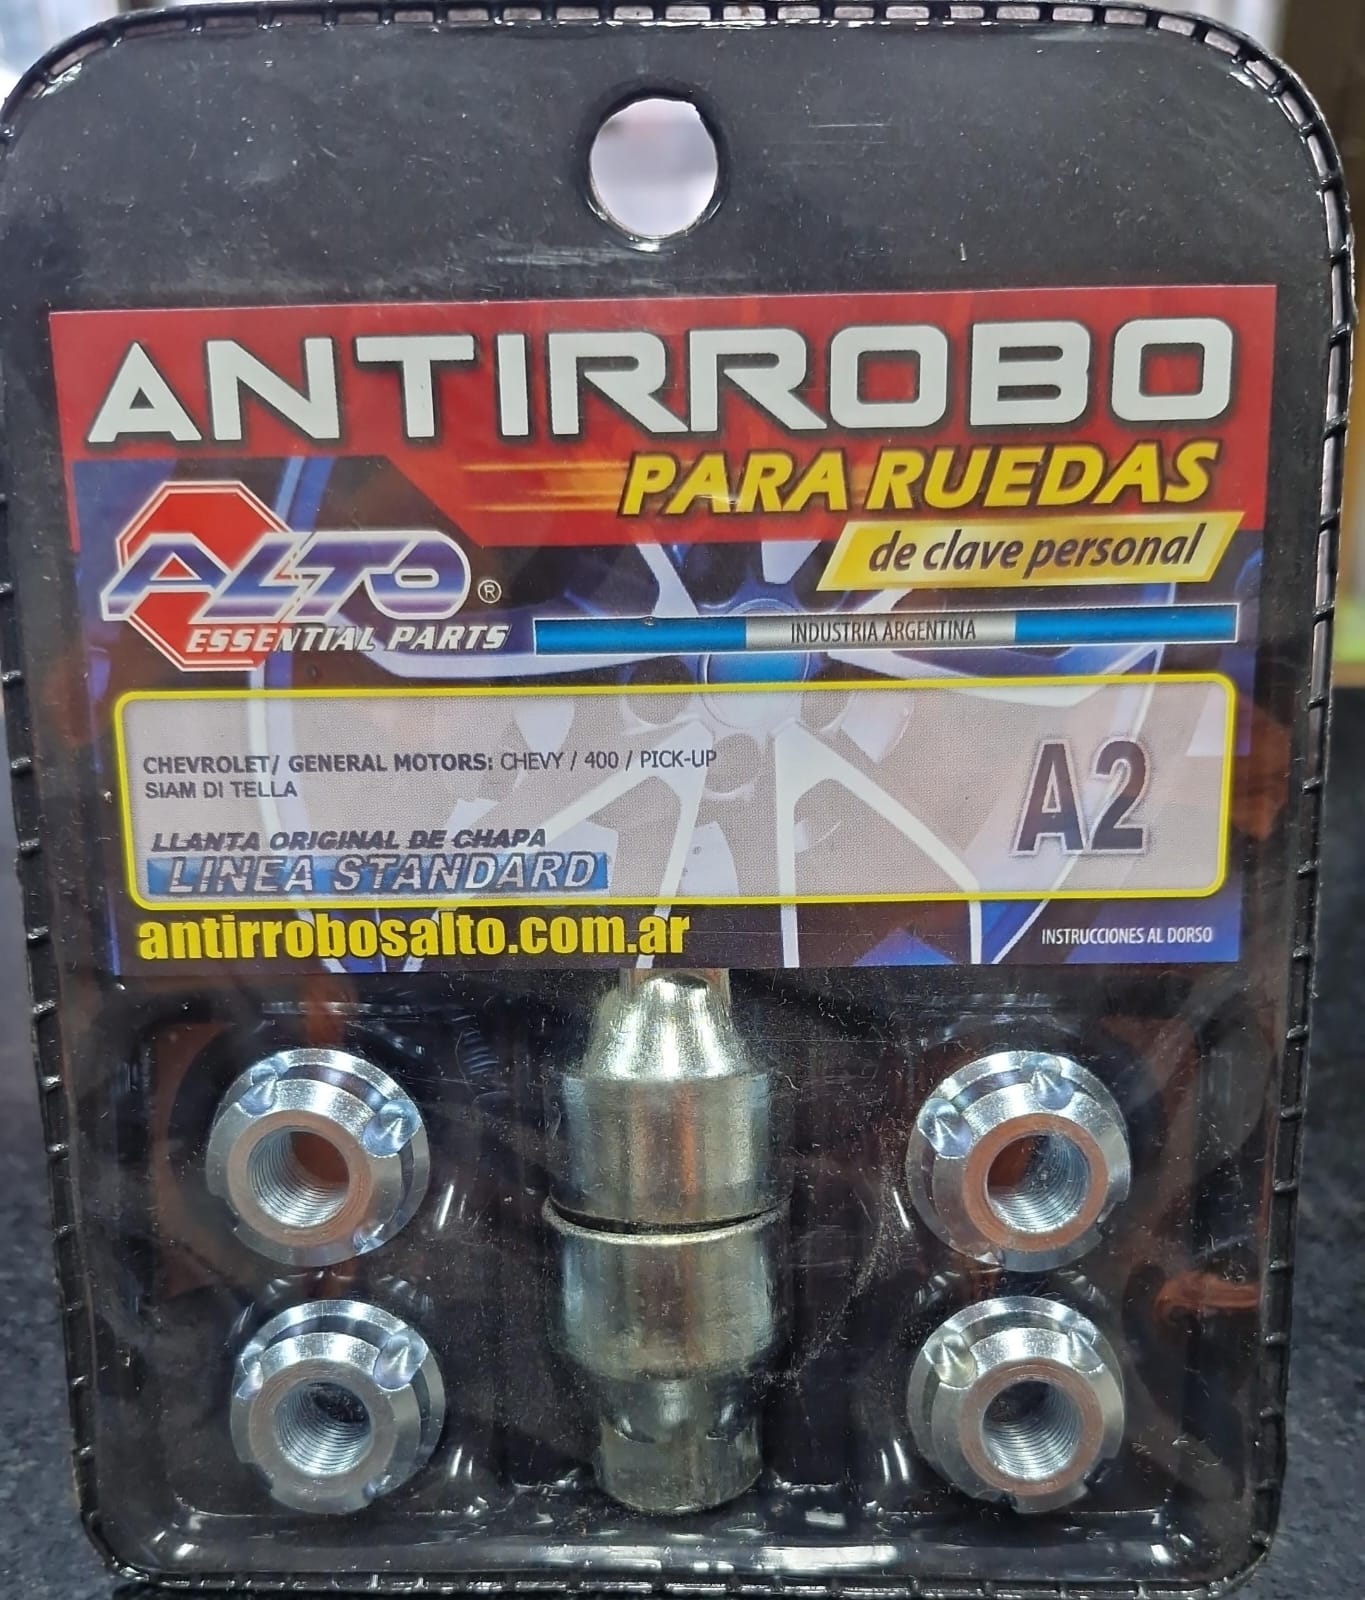 ANTIRROBO
PARA RUEDAS
de clave personal
ALTO ®
ESSENTIAL PARTS
INDUSTRIA ARGENTINA
CHEVROLET/ GENERAL MOTORS: CHEVY / 400 / PICK-UP
SIAM DI TELLA
A2
LLANTA ORIGINAL DE CHAPA
LINEA STANDARD
antirrobosalto.com.ar
INSTRUCCIONES AL DORSO